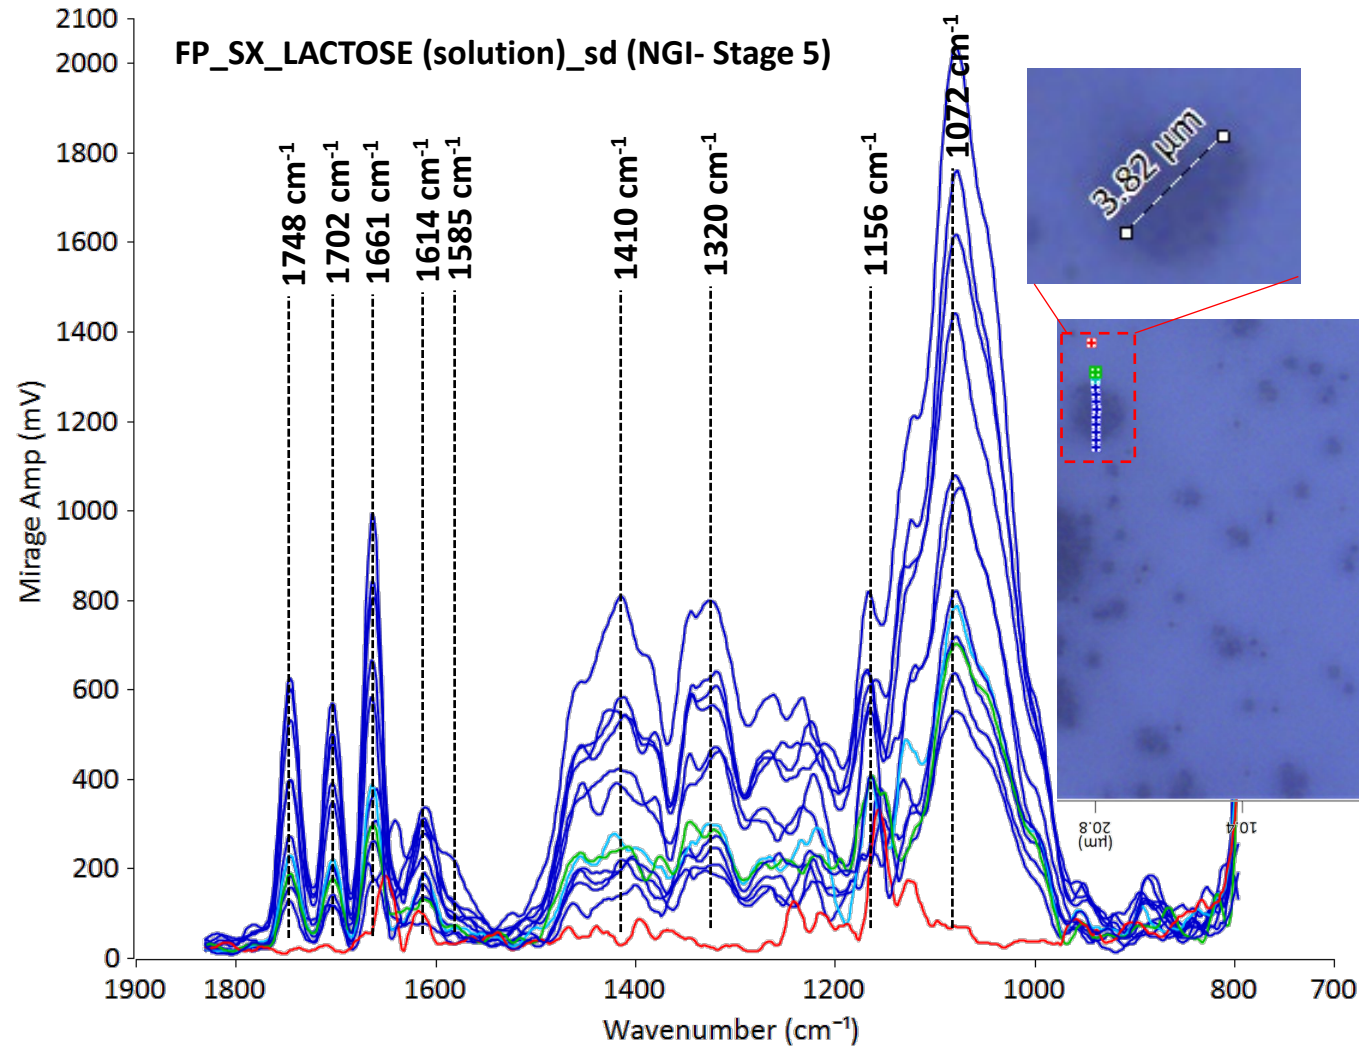 FP_SX_LACTOSE (solution)_sd (NGI- Stage 5)
1748 cm⁻¹
1702 cm⁻¹
1661 cm⁻¹
1614 cm⁻¹
1585 cm⁻¹
1410 cm⁻¹
1320 cm⁻¹
1156 cm⁻¹
1072 cm⁻¹
3.82 µm
20.8
(µm)
10.4
Mirage Amp (mV)
2100
2000
1800
1600
1400
1200
1000
800
600
400
200
0
1900 1800 1600 1400 1200 1000 800 700
Wavenumber (cm⁻¹)